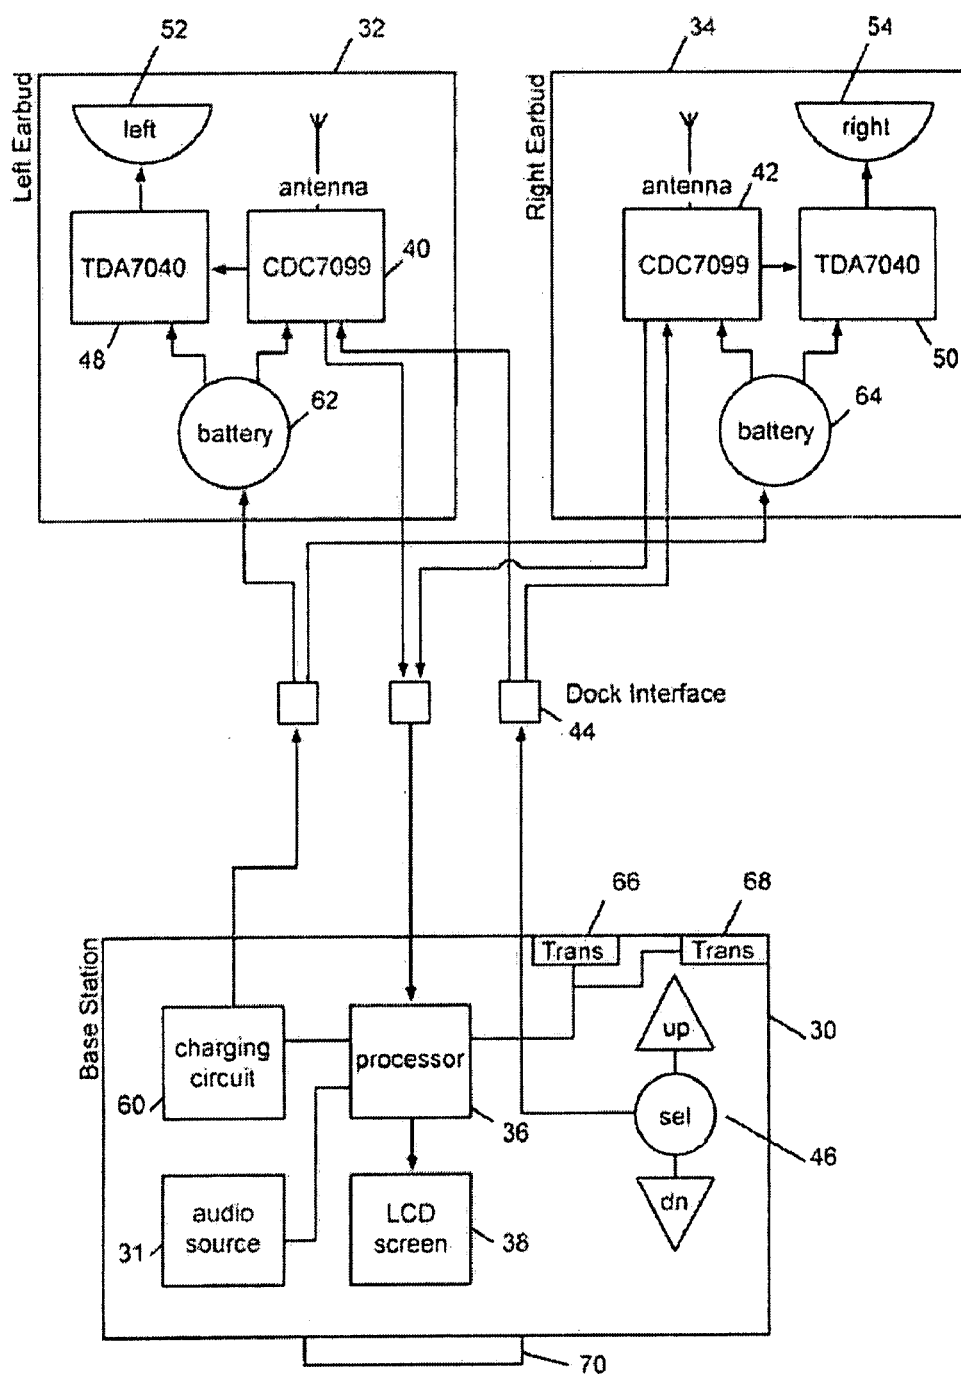 52
32
34
54
Left Earbud
left
antenna
TDA7040
CDC7099
40
48
battery
62
Right Earbud
right
antenna
42
CDC7099
TDA7040
50
battery
64
Dock Interface
44
66
68
Base Station
Trans
Trans
30
charging
circuit
60
processor
36
up
sel
dn
46
audio
source
31
LCD
screen
38
70